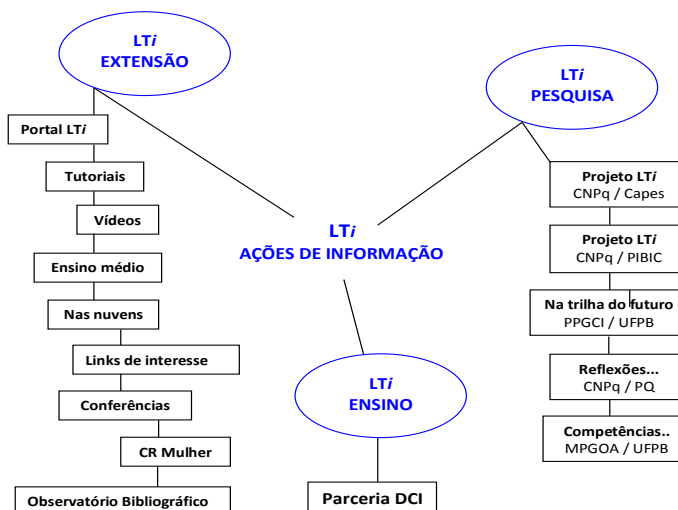 LTi
EXTENSÃO
Portal LTi
Tutoriais
Vídeos
Ensino médio
Nas nuvens
Links de interesse
Conferências
CR Mulher
Observatório Bibliográfico
LTi
AÇÕES DE INFORMAÇÃO
LTi
ENSINO
Parceria DCI
LTi
PESQUISA
Projeto LTi
CNPq / Capes
Projeto LTi
CNPq / PIBIC
Na trilha do futuro
PPGCI / UFPB
Reflexões...
CNPq / PQ
Competências..
MPGOA / UFPB